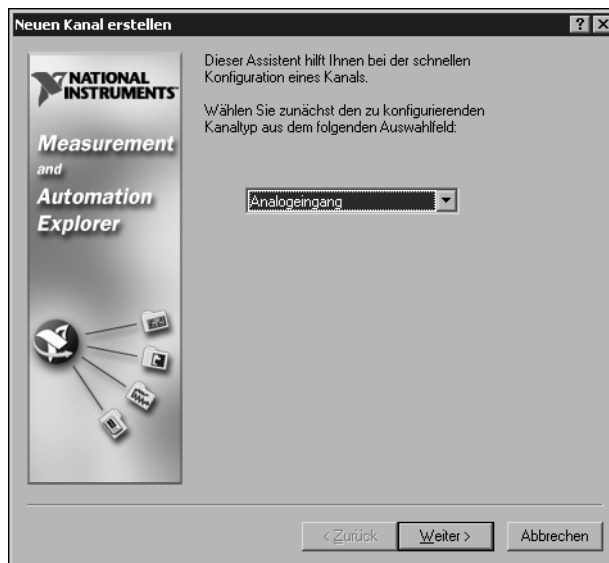 Neuen Kanal erstellen
NATIONAL
INSTRUMENTS™
Measurement
and
Automation
Explorer
Dieser Assistent hilft Ihnen bei der schnellen
Konfiguration eines Kanals.
Wählen Sie zunächst den zu konfigurierenden
Kanaltyp aus dem folgenden Auswahlfeld:
Analogeingang
< Zurück
Weiter >
Abbrechen